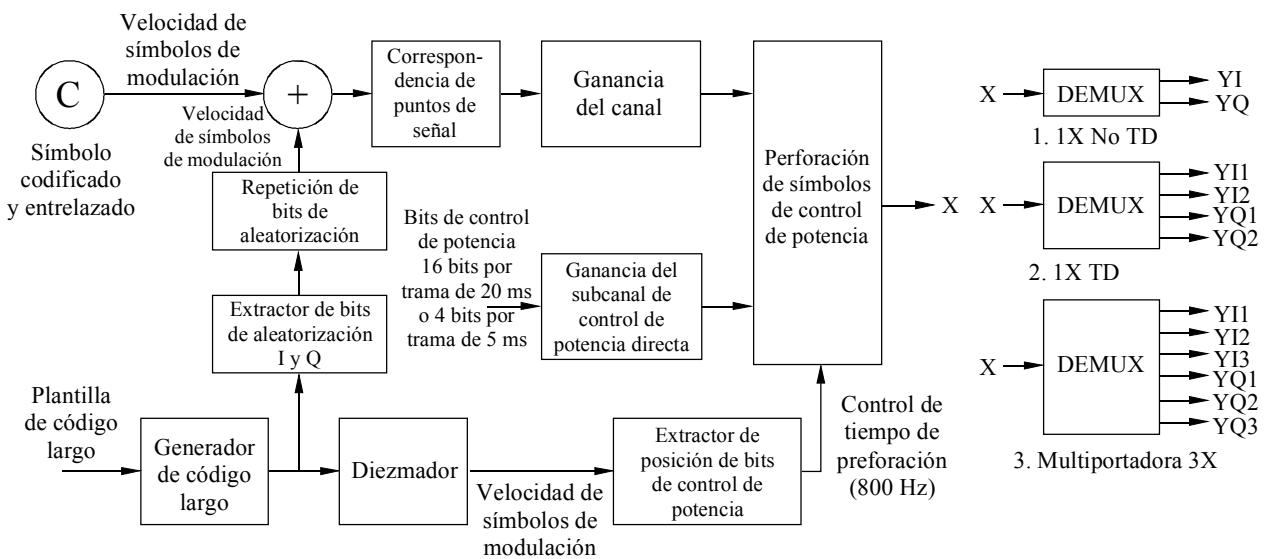 Velocidad de
símbolos de
modulación
C
Símbolo
codificado
y entrelazado
+
Velocidad
de símbolos
de modulación
Correspon-
dencia de
puntos de
señal
Ganancia
del canal
Repetición de
bits de
aleatorización
Extractor de bits
de aleatorización
I y Q
Bits de control
de potencia
16 bits por
trama de 20 ms
o 4 bits por
trama de 5 ms
Ganancia del
subcanal de
control de
potencia directa
Perforación
de símbolos
de control
de potencia
X
Plantilla
de código
largo
Generador
de código
largo
Diezmador
Velocidad de
símbolos de
modulación
Extractor de
posición de bits
de control de
potencia
Control de
tiempo de
preforación
(800 Hz)
X
DEMUX
YI
YQ
1. 1X No TD
X
DEMUX
YI1
YI2
YQ1
YQ2
2. 1X TD
X
DEMUX
YI1
YI2
YI3
YQ1
YQ2
YQ3
3. Multiportadora 3X